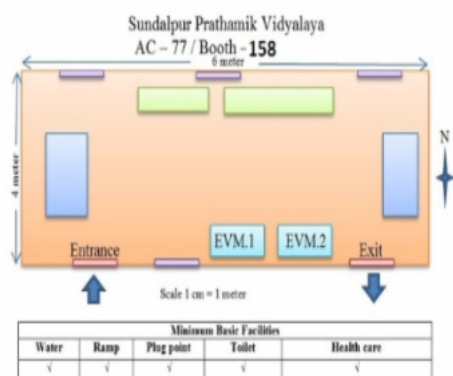 Sundalpur Prathamik Vidyalaya
AC – 77 / Booth – 158
6 meter
4 meter
N
EVM.1 EVM.2
Entrance Exit
Scale 1 cm = 1 meter
Minimum Basic Facilities
Water Ramp Plug point Toilet Health care
√ √ √ √ √